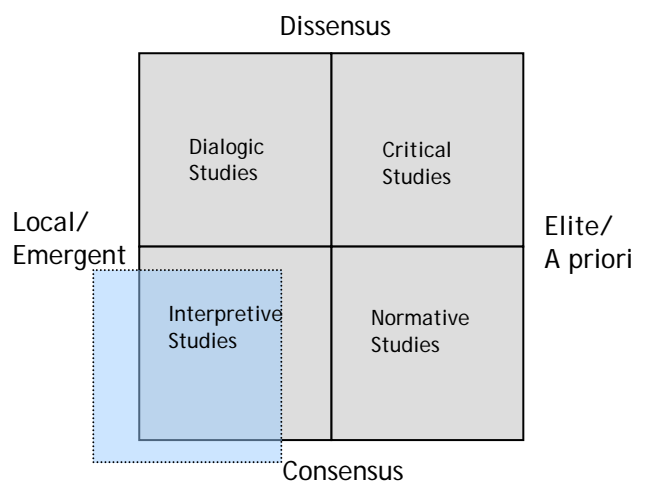 Dissensus
Dialogic
Studies
Critical
Studies
Local/
Emergent
Elite/
A priori
Interpretive
Studies
Normative
Studies
Consensus